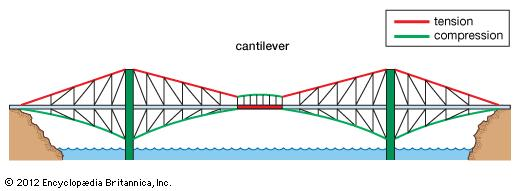 tension
compression
cantilever
© 2012 Encyclopædia Britannica, Inc.